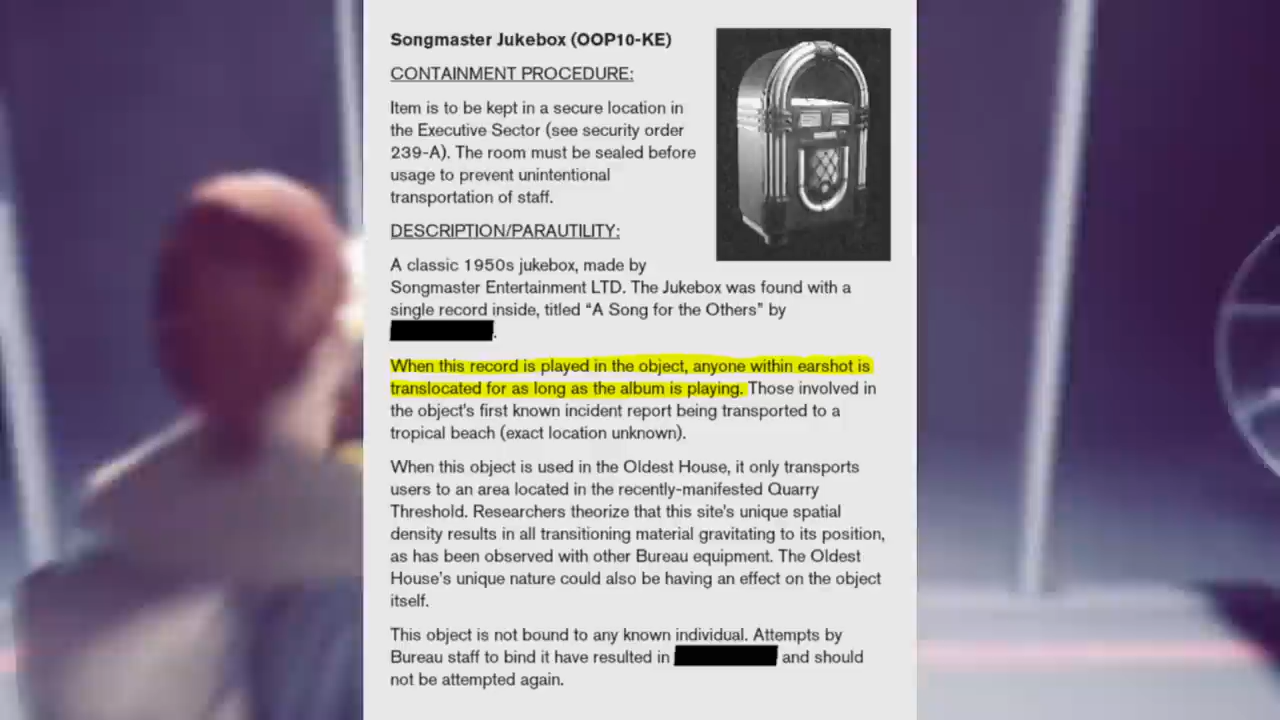 Songmaster Jukebox (OOP10-KE)
CONTAINMENT PROCEDURE:
Item is to be kept in a secure location in
the Executive Sector (see security order
239-A). The room must be sealed before
usage to prevent unintentional
transportation of staff.
DESCRIPTION/PARAUTILITY:
A classic 1950s jukebox, made by
Songmaster Entertainment LTD. The Jukebox was found with a
single record inside, titled “A Song for the Others” by
.
When this record is played in the object, anyone within earshot is
translocated for as long as the album is playing. Those involved in
the object's first known incident report being transported to a
tropical beach (exact location unknown).
When this object is used in the Oldest House, it only transports
users to an area located in the recently-manifested Quarry
Threshold. Researchers theorize that this site's unique spatial
density results in all transitioning material gravitating to its position,
as has been observed with other Bureau equipment. The Oldest
House's unique nature could also be having an effect on the object
itself.
This object is not bound to any known individual. Attempts by
Bureau staff to bind it have resulted in and should
not be attempted again.